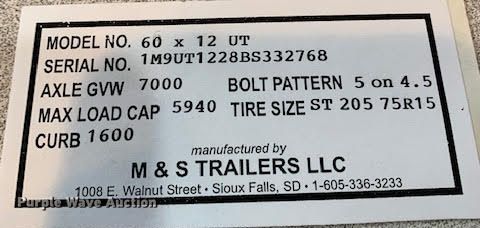 MODEL NO. 60 x 12 UT
SERIAL NO. 1M9UT1228BS332768
AXLE GVW 7000 BOLT PATTERN 5 on 4.5
MAX LOAD CAP 5940 TIRE SIZE ST 205 75R15
CURB 1600
manufactured by
M & S TRAILERS LLC
1008 E. Walnut Street • Sioux Falls, SD • 1-605-336-3233
Purple Wave Auction